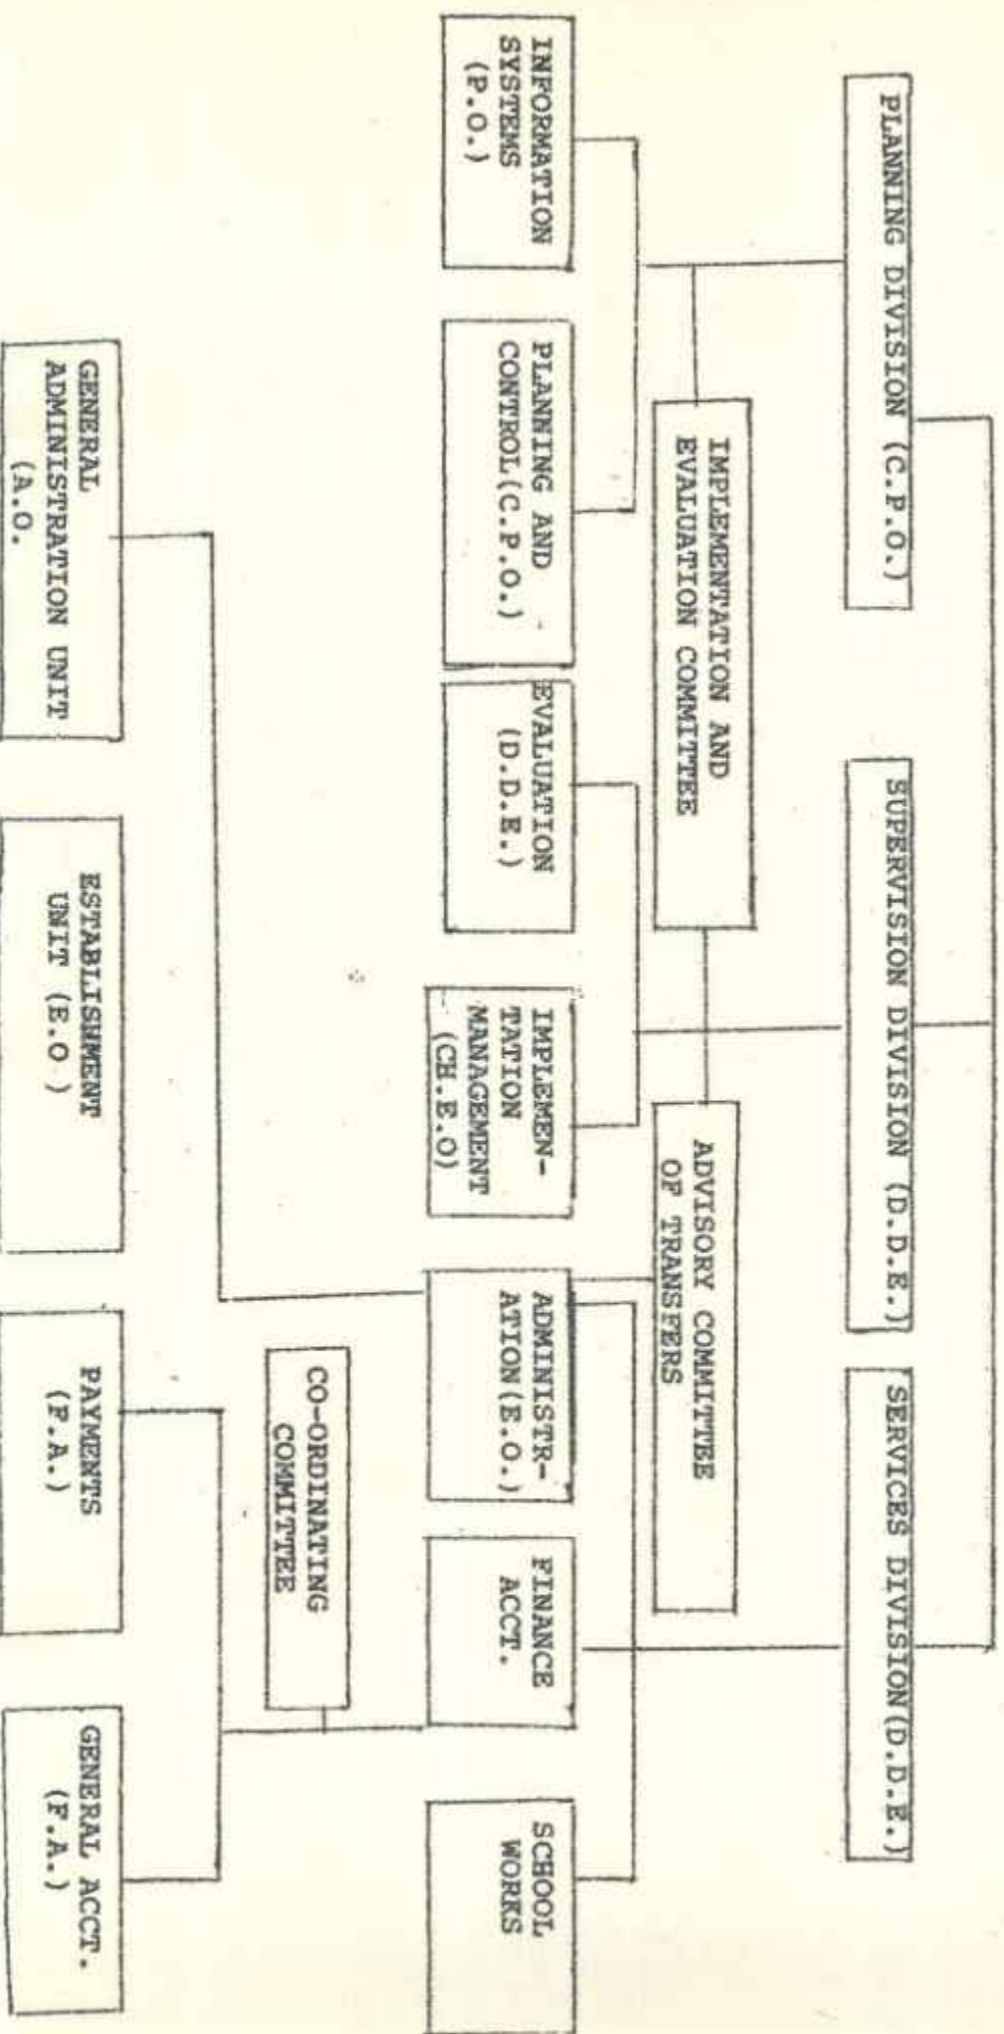 PLANNING DIVISION (C.P.O.)
SUPERVISION DIVISION (D.D.E.)
SERVICES DIVISION(D.D.E.)
IMPLEMENTATION AND
EVALUATION COMMITTEE
ADVISORY COMMITTEE
OF TRANSFERS
INFORMATION
SYSTEMS
(P.O.)
PLANNING AND
CONTROL(C.P.O.)
EVALUATION
(D.D.E.)
IMPLEMEN-
TATION
MANAGEMENT
(CH.E.O)
ADMINISTR-
ATION(E.O.)
FINANCE
ACCT.
SCHOOL
WORKS
CO-ORDINATING
COMMITTEE
GENERAL
ADMINISTRATION UNIT
(A.O.
ESTABLISHMENT
UNIT (E.O.)
PAYMENTS
(F.A.)
GENERAL ACCT.
(F.A.)